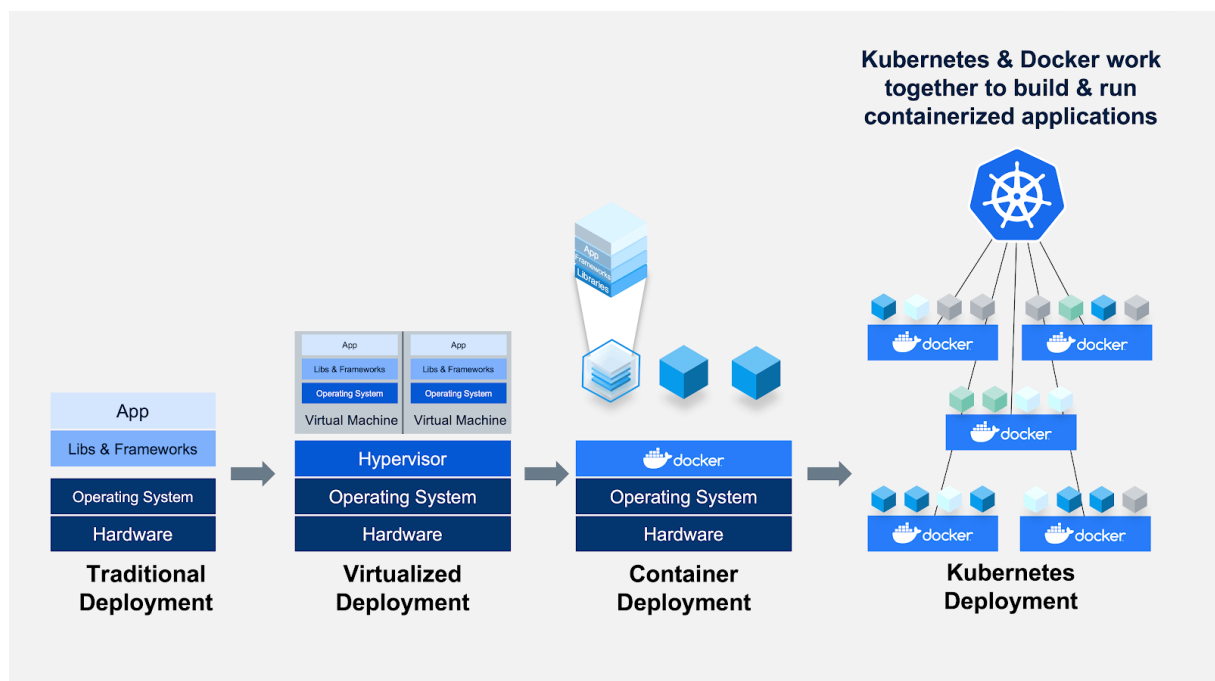 Kubernetes & Docker work
together to build & run
containerized applications
App
Frameworks
Libraries
App
Libs & Frameworks
Operating System
Virtual Machine
App
Libs & Frameworks
Operating System
Virtual Machine
docker
docker
docker
docker
docker
App
Libs & Frameworks
Operating System
Hardware
Hypervisor
Operating System
Hardware
docker
Operating System
Hardware
Traditional
Deployment
Virtualized
Deployment
Container
Deployment
Kubernetes
Deployment